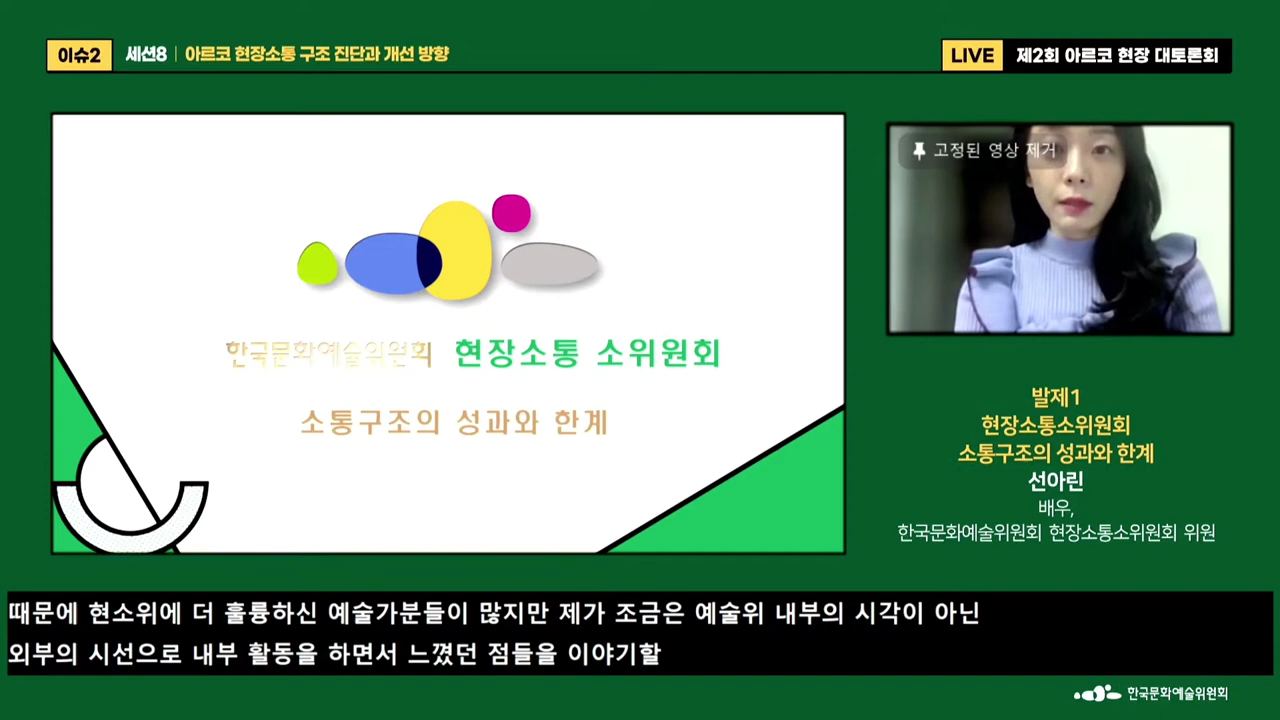 이슈2 세션8 | 아르코 현장소통 구조 진단과 개선 방향
LIVE 제2회 아르코 현장 대토론회
고정된 영상 제거
한국문화예술위원회 현장소통 소위원회
소통구조의 성과와 한계
발제1
현장소통소위원회
소통구조의 성과와 한계
선아린
배우,
한국문화예술위원회 현장소통소위원회 위원
때문에 현소위에 더 훌륭하신 예술가분들이 많지만 제가 조금은 예술위 내부의 시각이 아닌
외부의 시선으로 내부 활동을 하면서 느꼈던 점들을 이야기할
한국문화예술위원회